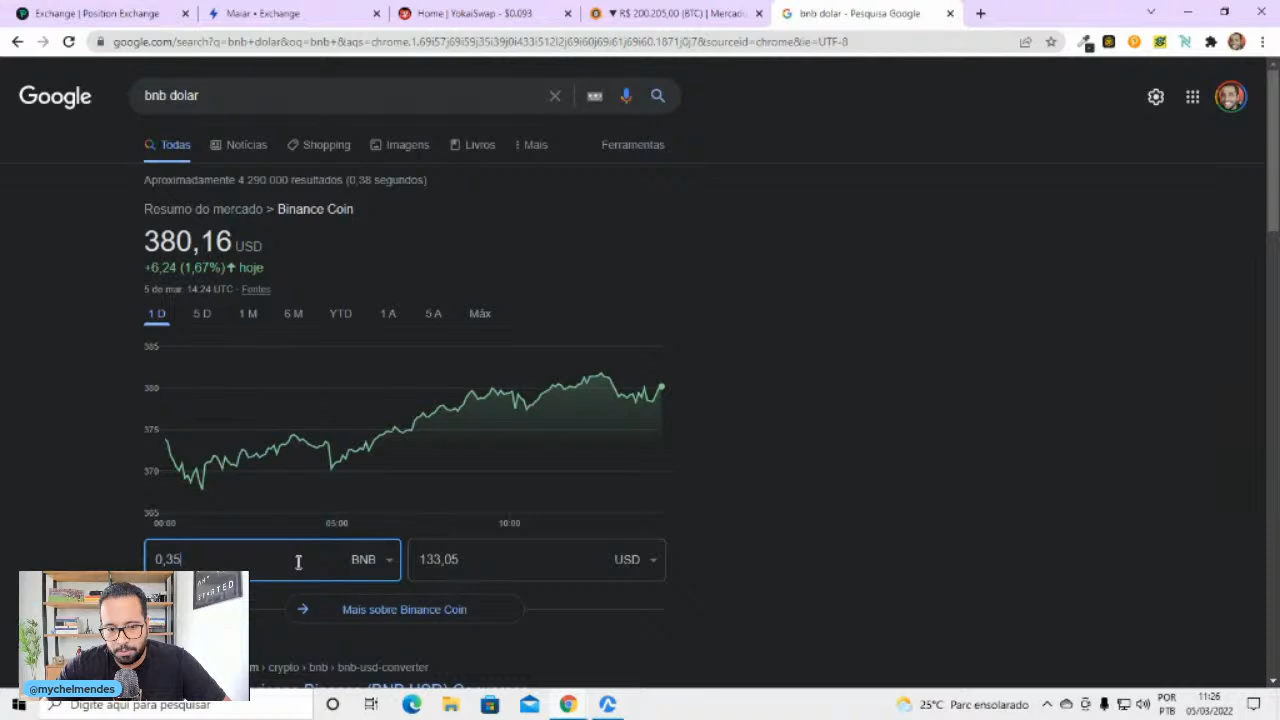 Exchange | Position Exchange
Maiar • Exchange
Home | YokaiSwap - $0.093
▼R$ 200.205,00 (BTC) | Mercado
bnb dolar - Pesquisa Google
google.com/search?q=bnb+dolar&oq=bnb+&aqs=chrome.1.69i57j69i59j35i39j0i433i512l2j69i60j69i61j69i60.1871j0j7&sourceid=chrome&ie=UTF-8
Google
bnb dolar
Todas
Notícias
Shopping
Imagens
Livros
Mais
Ferramentas
Aproximadamente 4.290.000 resultados (0,38 segundos)
Resumo do mercado > Binance Coin
380,16 USD
+6,24 (1,67%) ↑ hoje
5 de mar. 14:24 UTC · Fontes
1 D
5 D
1 M
6 M
YTD
1 A
5 A
Máx
385
380
375
370
365
00:00
05:00
10:00
0,35
BNB
133,05
USD
Mais sobre Binance Coin
› crypto › bnb › bnb-usd-converter
START
@mychelmendes
Digite aqui para pesquisar
25°C Parc ensolarado
POR
PTB
11:26
05/03/2022